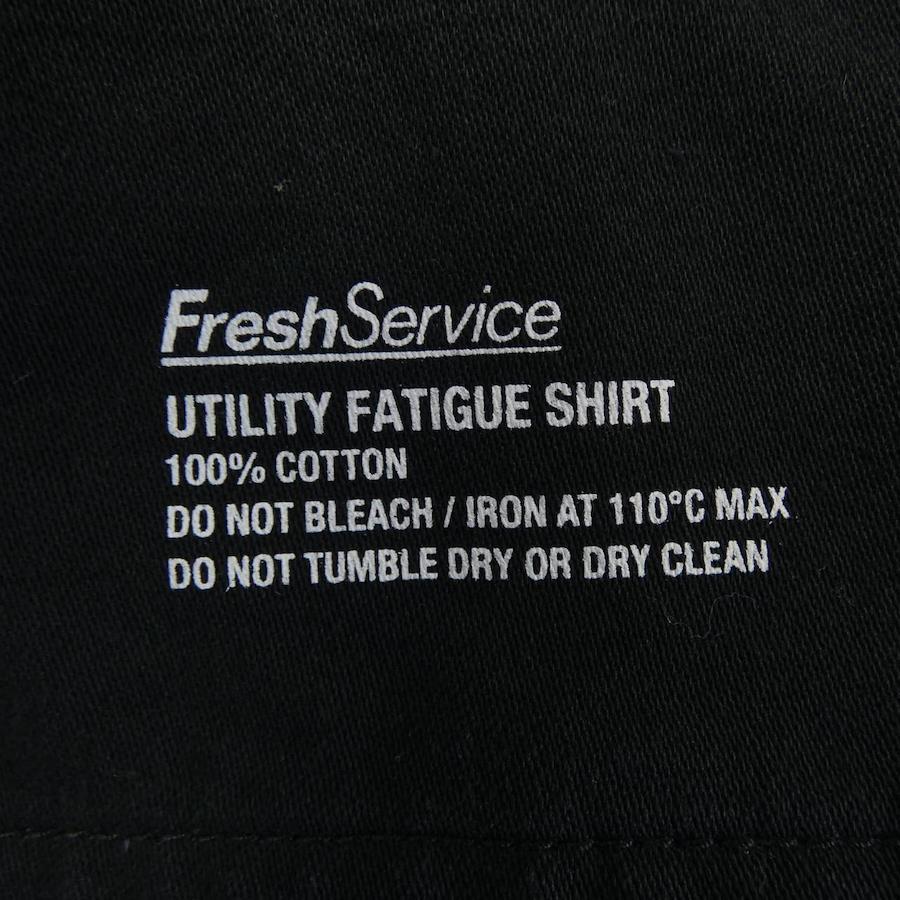 FreshService
UTILITY FATIGUE SHIRT
100% COTTON
DO NOT BLEACH / IRON AT 110°C MAX
DO NOT TUMBLE DRY OR DRY CLEAN